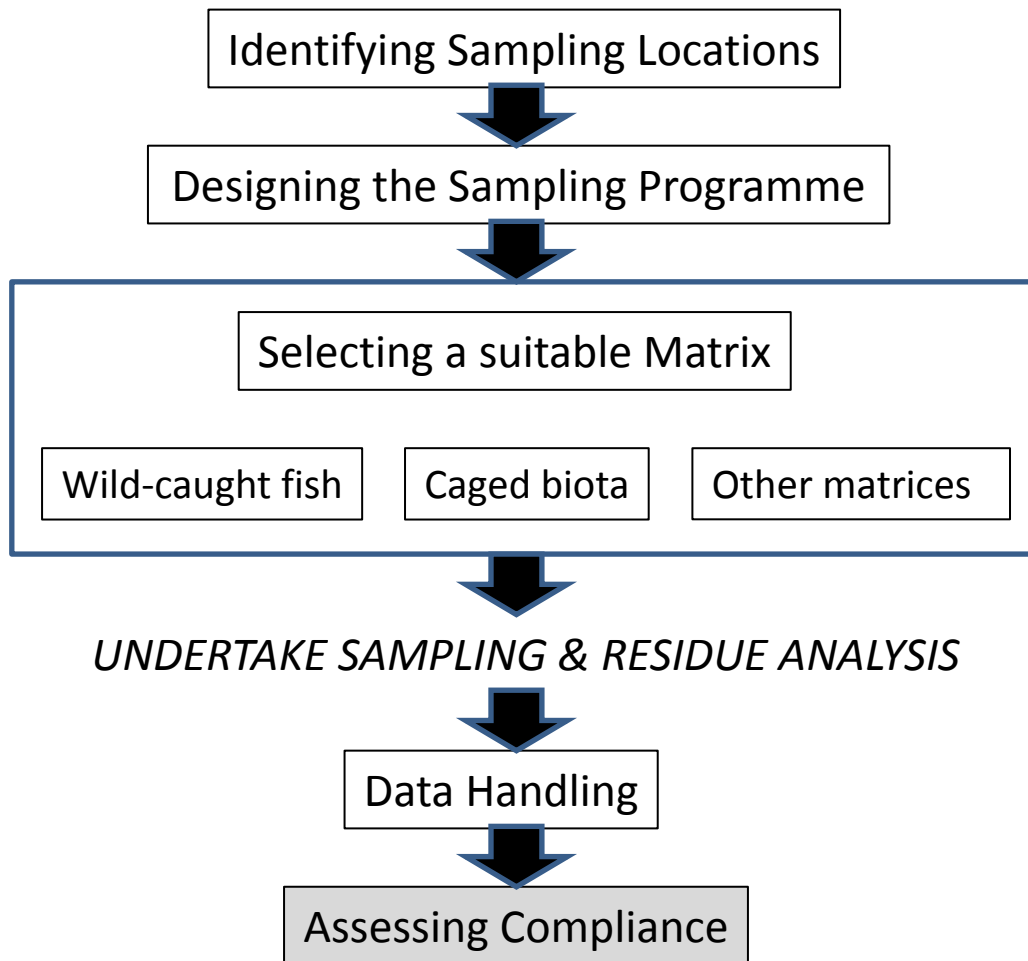 Identifying Sampling Locations
Designing the Sampling Programme
Selecting a suitable Matrix
Wild-caught fish
Caged biota
Other matrices
UNDERTAKE SAMPLING & RESIDUE ANALYSIS
Data Handling
Assessing Compliance